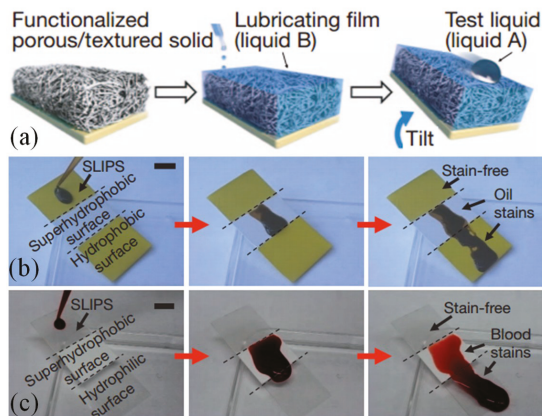 Functionalized
porous/textured solid
Lubricating film
(liquid B)
Test liquid
(liquid A)
Tilt
(a)
SLIPS
Superhydrophobic
surface
Hydrophobic
surface
Stain-free
Oil
stains
(b)
SLIPS
Superhydrophobic
surface
Hydrophilic
surface
Stain-free
Blood
stains
(c)